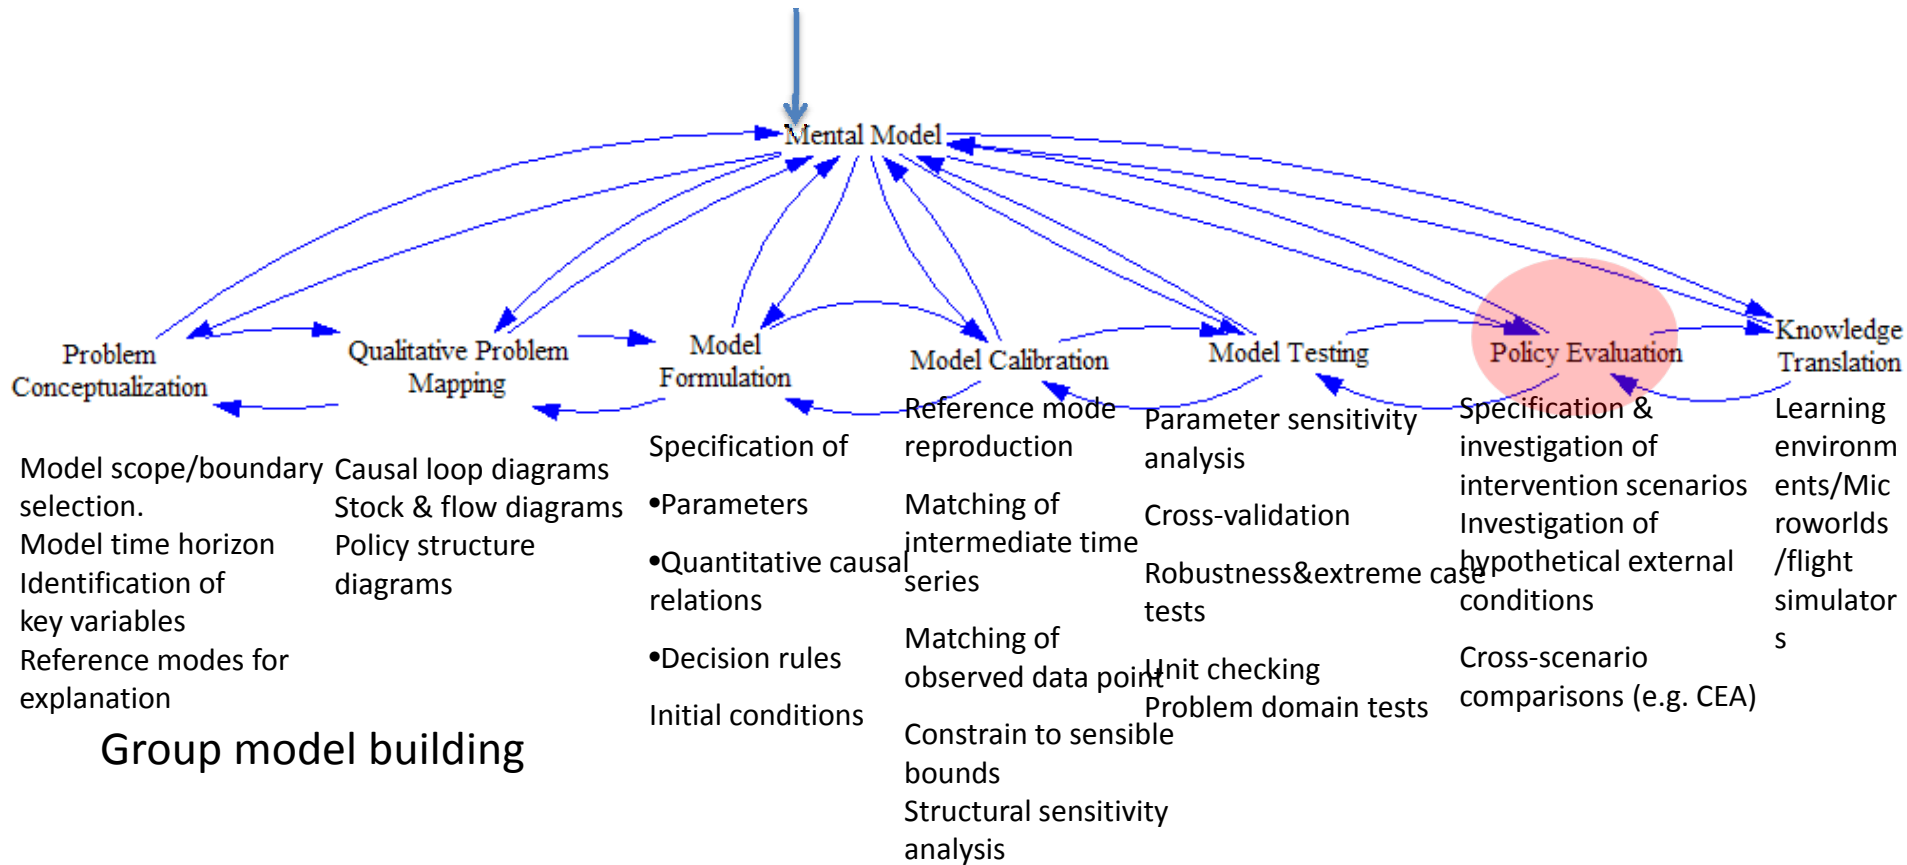 Mental Model
Problem
Conceptualization
Qualitative Problem
Mapping
Model
Formulation
Model Calibration
Model Testing
Policy Evaluation
Knowledge
Translation
Model scope/boundary
selection.
Model time horizon
Identification of
key variables
Reference modes for
explanation
Causal loop diagrams
Stock & flow diagrams
Policy structure
diagrams
Specification of
•Parameters
•Quantitative causal
relations
•Decision rules
Initial conditions
Reference mode
reproduction
Matching of
intermediate time
series
Matching of
observed data point
Constrain to sensible
bounds
Structural sensitivity
analysis
Parameter sensitivity
analysis
Cross-validation
Robustness&extreme case
tests
Unit checking
Problem domain tests
Specification &
investigation of
intervention scenarios
Investigation of
hypothetical external
conditions
Cross-scenario
comparisons (e.g. CEA)
Learning
environm
ents/Mic
roworlds
/flight
simulator
s
Group model building